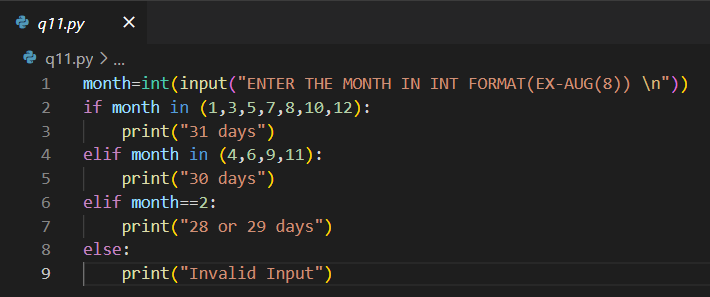 q11.py ×
q11.py > ...
1 month=int(input("ENTER THE MONTH IN INT FORMAT(EX-AUG(8)) \n"))
2 if month in (1,3,5,7,8,10,12):
3     print("31 days")
4 elif month in (4,6,9,11):
5     print("30 days")
6 elif month==2:
7     print("28 or 29 days")
8 else:
9     print("Invalid Input")